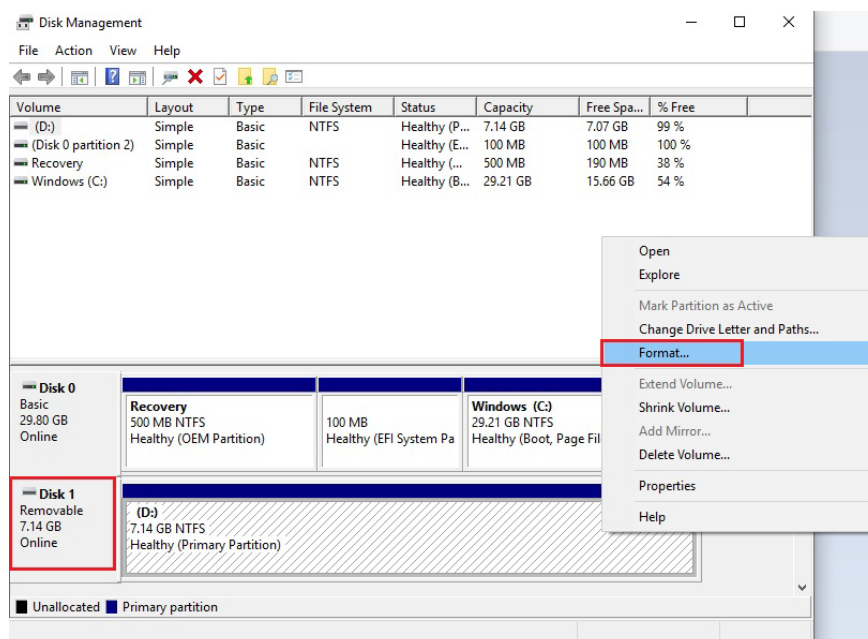 Disk Management
File Action View Help
Volume Layout Type File System Status Capacity Free Spa... % Free
(D:) Simple Basic NTFS Healthy (P... 7.14 GB 7.07 GB 99 %
(Disk 0 partition 2) Simple Basic Healthy (E... 100 MB 100 MB 100 %
Recovery Simple Basic NTFS Healthy (... 500 MB 190 MB 38 %
Windows (C:) Simple Basic NTFS Healthy (B... 29.21 GB 15.66 GB 54 %
Open
Explore
Mark Partition as Active
Change Drive Letter and Paths...
Format...
Extend Volume...
Shrink Volume...
Add Mirror...
Delete Volume...
Properties
Help
Disk 0
Basic
29.80 GB
Online
Recovery
500 MB NTFS
Healthy (OEM Partition)
100 MB
Healthy (EFI System Pa
Windows (C:)
29.21 GB NTFS
Healthy (Boot, Page Fil
Disk 1
Removable
7.14 GB
Online
(D:)
7.14 GB NTFS
Healthy (Primary Partition)
Unallocated Primary partition